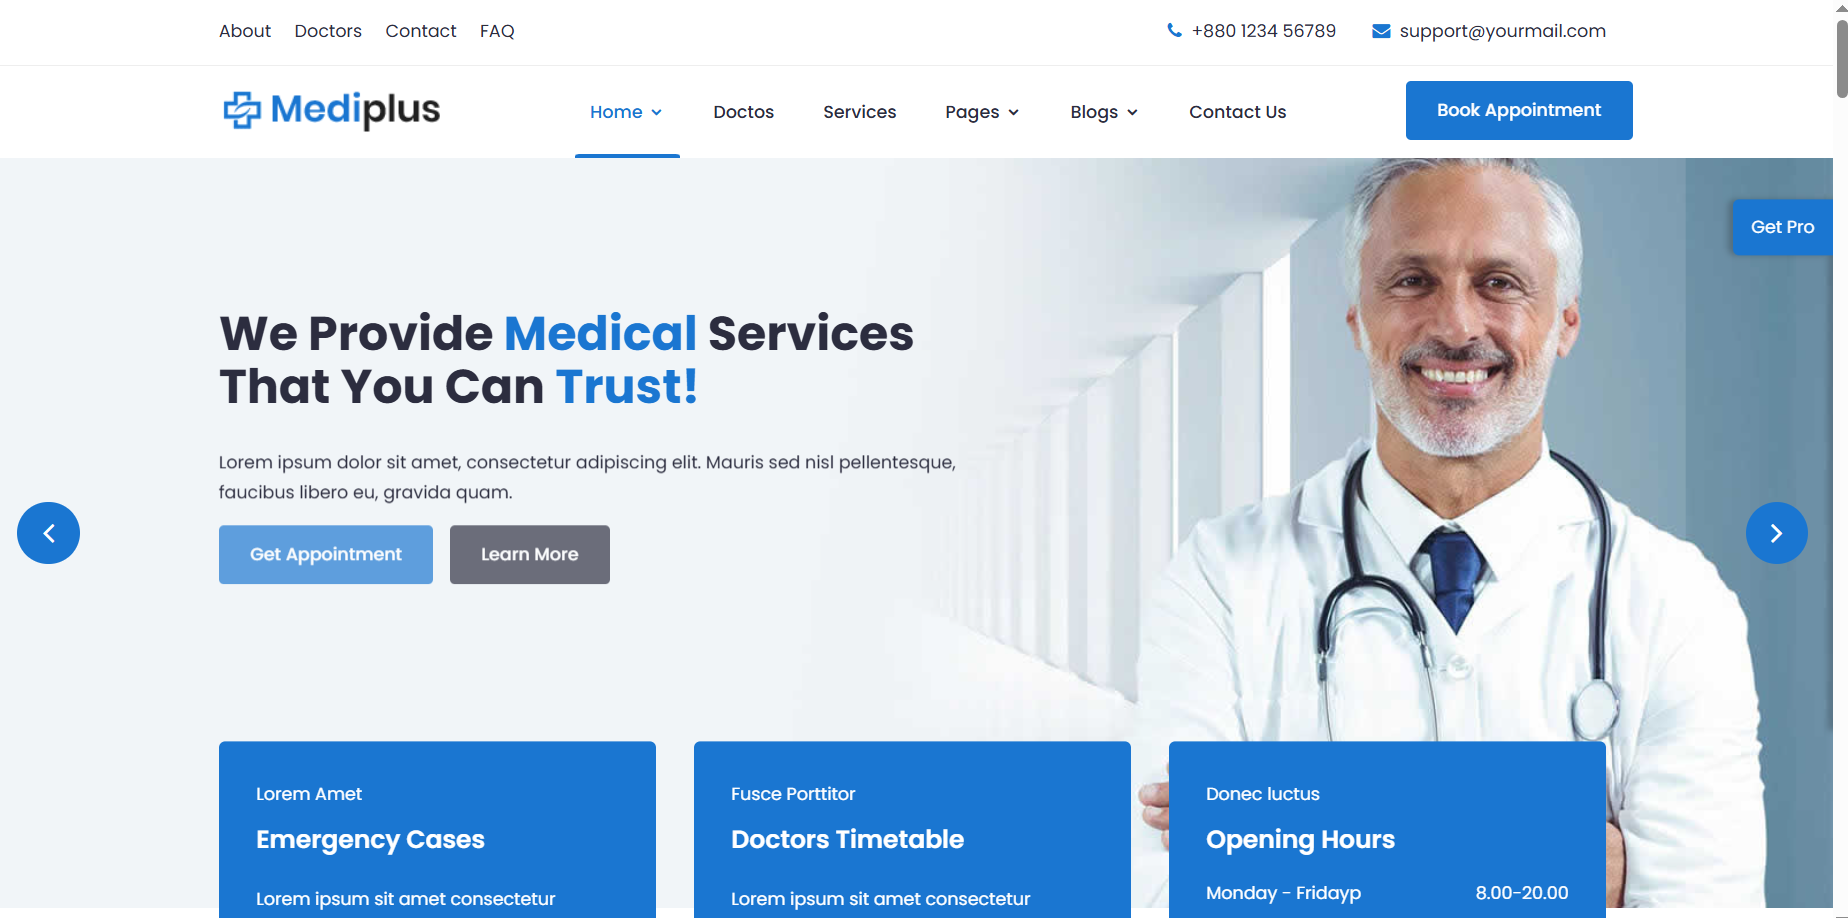 About Doctors Contact FAQ +880 1234 56789 support@yourmail.com
Mediplus Home Doctos Services Pages Blogs Contact Us Book Appointment
Get Pro
We Provide Medical Services
That You Can Trust!
Lorem ipsum dolor sit amet, consectetur adipiscing elit. Mauris sed nisl pellentesque,
faucibus libero eu, gravida quam.
Get Appointment Learn More
Lorem Amet
Emergency Cases
Lorem ipsum sit amet consectetur
Fusce Porttitor
Doctors Timetable
Lorem ipsum sit amet consectetur
Donec luctus
Opening Hours
Monday - Fridayp 8.00-20.00